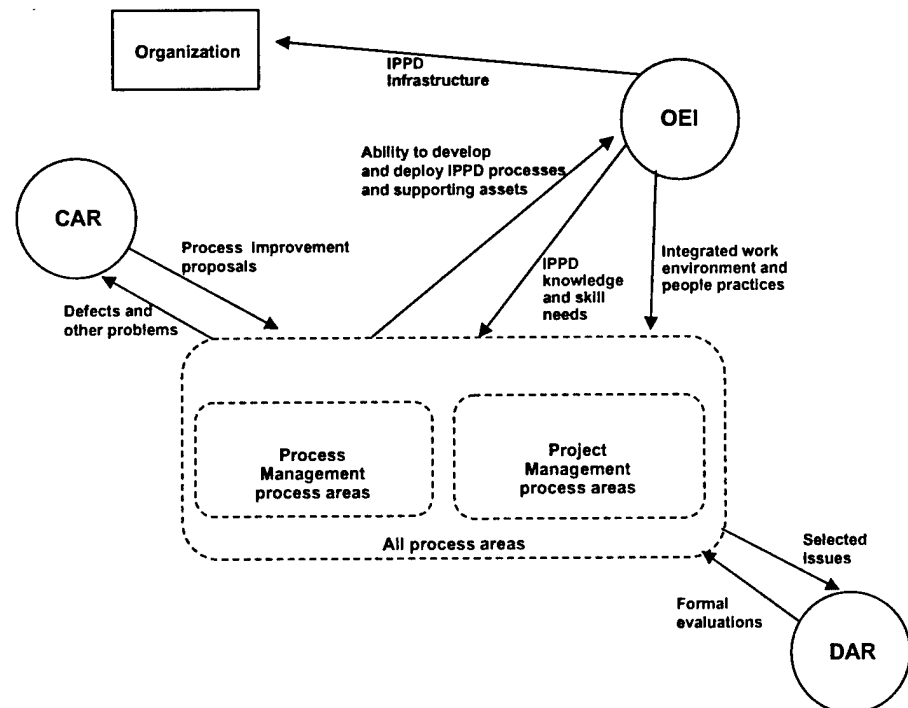 Organization
IPPD
Infrastructure
OEI
Ability to develop
and deploy IPPD processes
and supporting assets
CAR
Process Improvement
proposals
IPPD
knowledge
and skill
needs
Integrated work
environment and
people practices
Defects and
other problems
Process
Management
process areas
Project
Management
process areas
All process areas
Selected
issues
Formal
evaluations
DAR